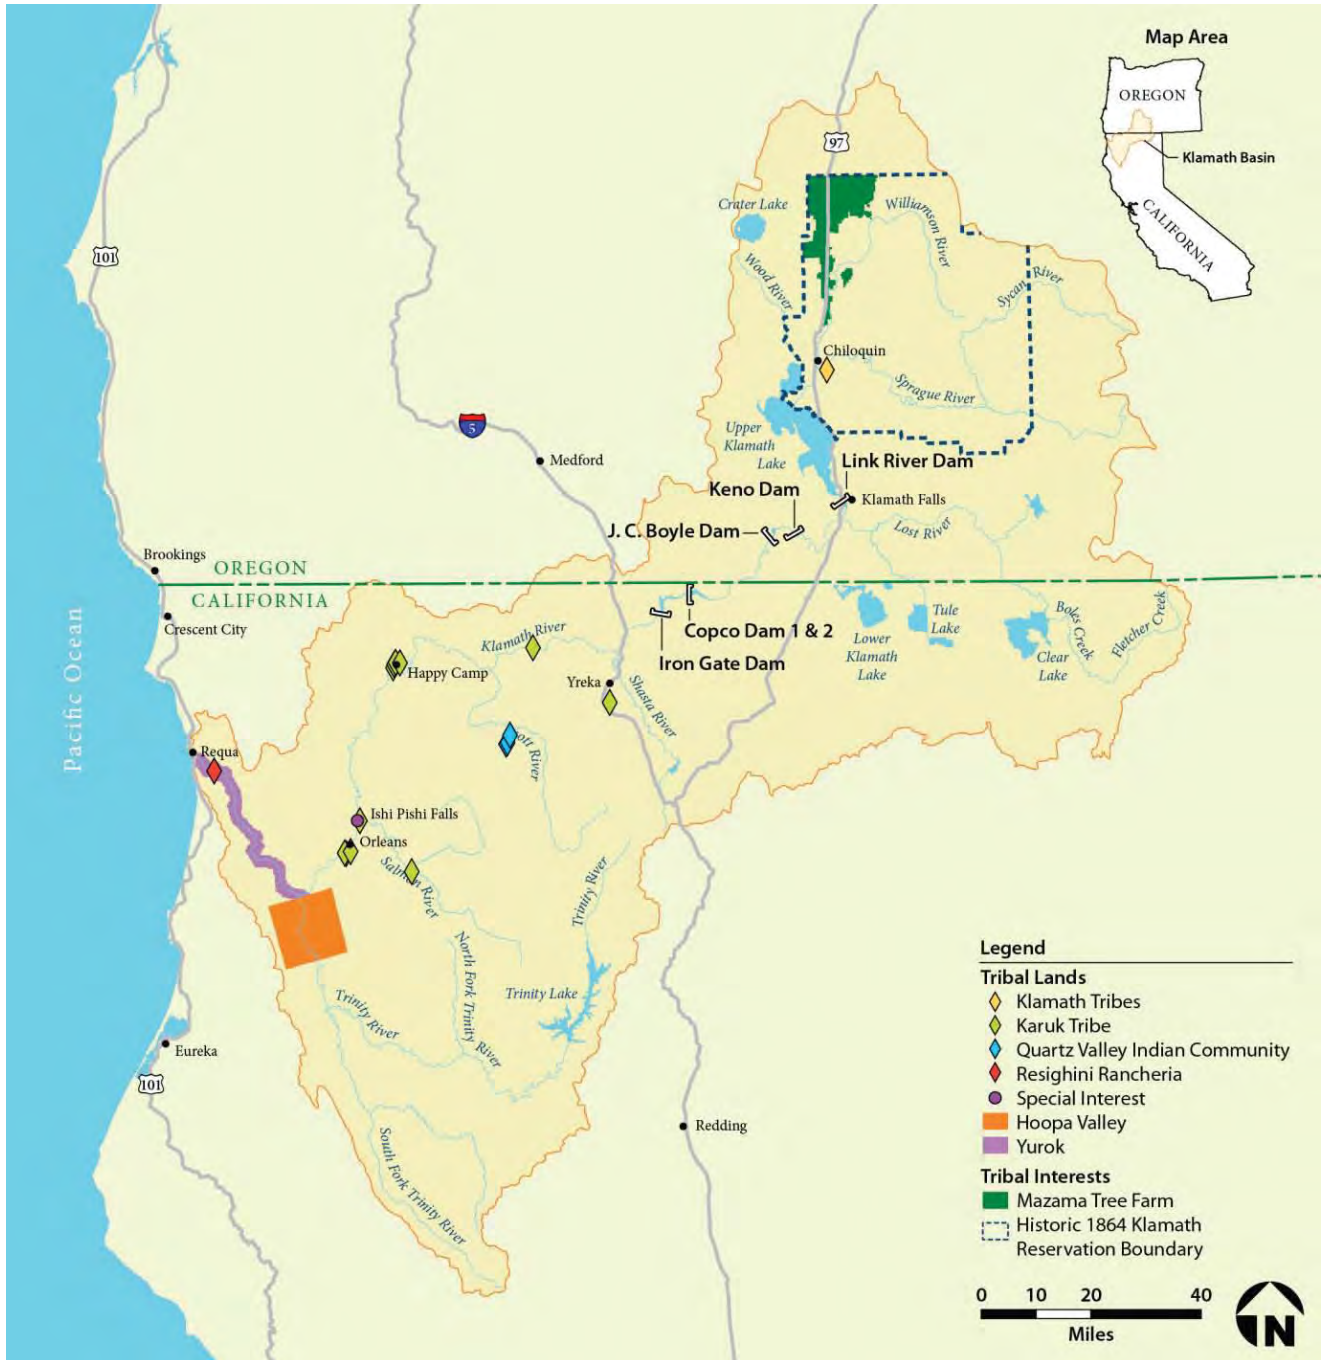 Map Area
OREGON
Klamath Basin
CALIFORNIA
97
Crater Lake
Williamson River
Wood River
Sycan River
101
Chiloquin
Sprague River
5
Upper
Klamath
Lake
Medford
Link River Dam
Keno Dam
Klamath Falls
J. C. Boyle Dam
Lost River
Brookings
OREGON
CALIFORNIA
Crescent City
Pacific Ocean
Copco Dam 1 & 2
Iron Gate Dam
Lower
Klamath
Lake
Tule
Lake
Clear
Lake
Boles Creek
Fletcher Creek
Klamath River
Happy Camp
Yreka
Shasta River
ott River
Requa
Ishi Pishi Falls
Orleans
Salmon River
Trinity River
North Fork Trinity River
Trinity Lake
Trinity River
Eureka
101
South Fork Trinity River
Redding
Legend
Tribal Lands
Klamath Tribes
Karuk Tribe
Quartz Valley Indian Community
Resighini Rancheria
Special Interest
Hoopa Valley
Yurok
Tribal Interests
Mazama Tree Farm
Historic 1864 Klamath
Reservation Boundary
0 10 20 40
Miles
N